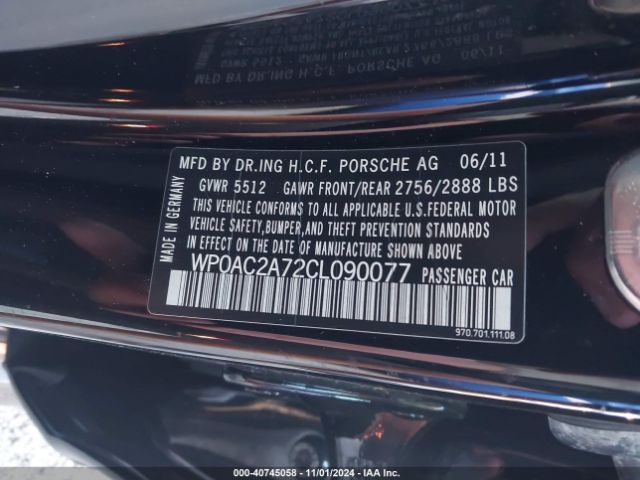 MFD BY DR.ING H.C.F. PORSCHE AG 06/11
GVWR 5512 GAWR FRONT/REAR 2756/2888 LBS
THIS VEHICLE CONFORMS TO ALL APPLICABLE U.S.FEDERAL MOTOR
VEHICLE SAFETY,BUMPER,AND THEFT PREVENTION STANDARDS
IN EFFECT ON THE DATE OF MANUFACTURE SHOWN ABOVE
WP0AC2A72CL090077 PASSENGER CAR
MADE IN GERMANY
970.701.111.08
000-40745058 - 11/01/2024 - IAAI.COM